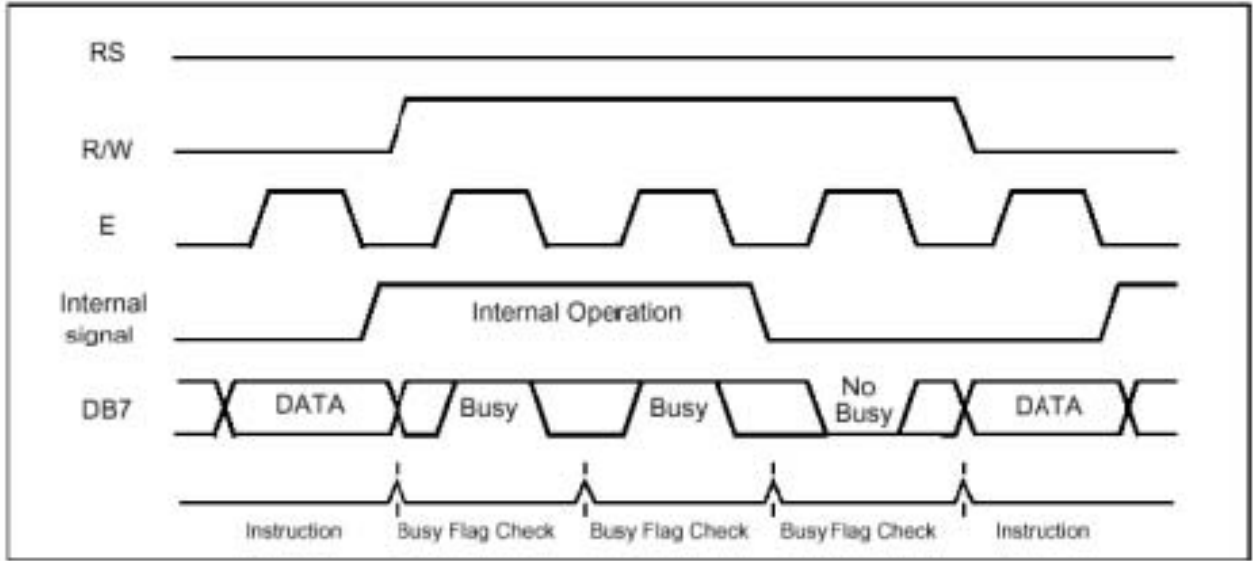 RS
R/W
E
Internal
signal
Internal Operation
DB7
DATA
Busy
Busy
No
Busy
DATA
Instruction
Busy Flag Check
Busy Flag Check
Busy Flag Check
Instruction